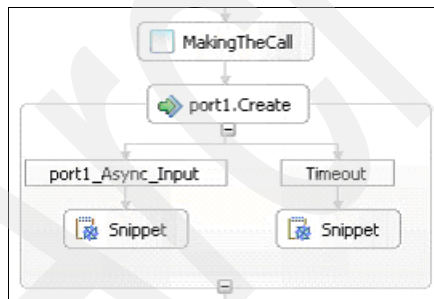 MakingTheCall
port1.Create
port1_Async_Input
Timeout
Snippet
Snippet